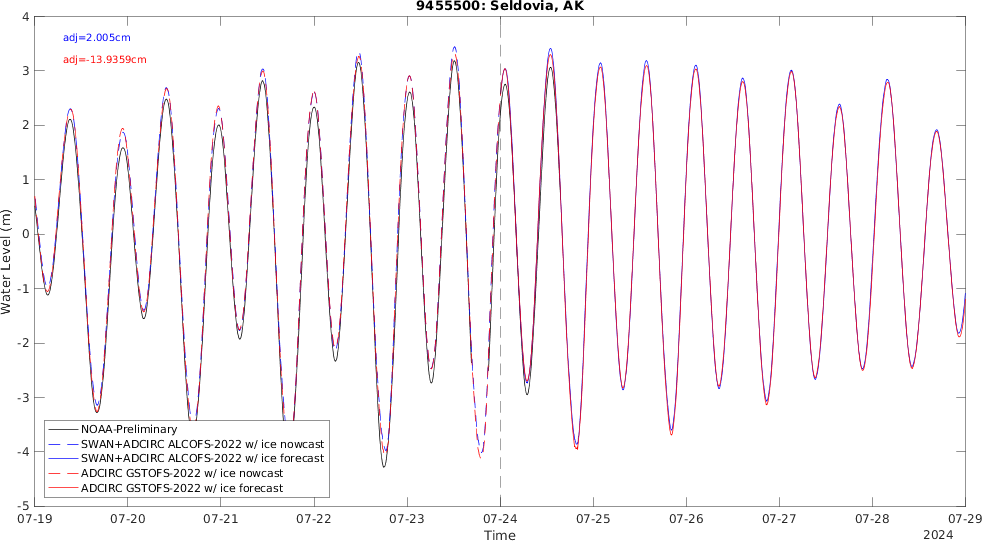 9455500: Seldovia, AK
adj=2.005cm
adj=-13.9359cm
4
3
2
1
0
-1
-2
-3
-4
-5
Water Level (m)
NOAA-Preliminary
SWAN+ADCIRC ALCOFS-2022 w/ ice nowcast
SWAN+ADCIRC ALCOFS-2022 w/ ice forecast
ADCIRC GSTOFS-2022 w/ ice nowcast
ADCIRC GSTOFS-2022 w/ ice forecast
07-19 07-20 07-21 07-22 07-23 07-24 07-25 07-26 07-27 07-28 07-29
Time
2024